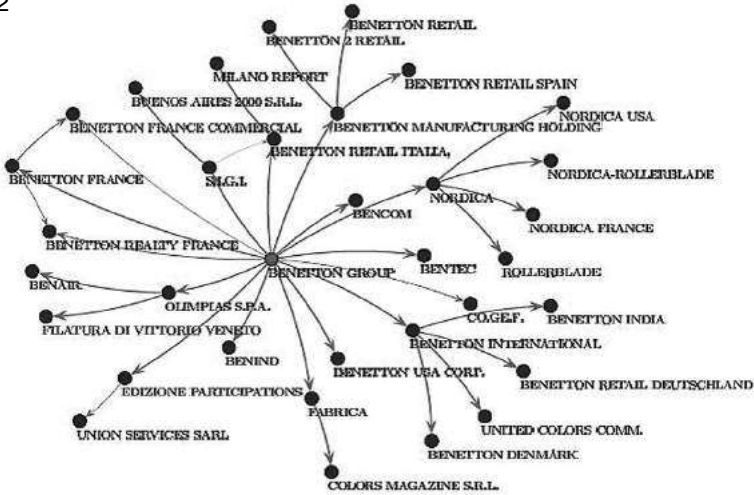 2
BENETTON RETAIL
BENETTON 2 RETAIL
MILANO REPORT
BENETTON RETAIL SPAIN
BUENOS AIRES 2000 S.R.L.
NORDICA USA
BENETTON FRANCE COMMERCIAL
BENETTON MANUFACTURING HOLDING
BENETTON RETAIL ITALIA,
BENETTON FRANCE
S.I.G.I.
NORDICA-ROLLERBLADE
NORDICA
BENCOM
NORDICA FRANCE
BENETTON REALTY FRANCE
BENETTON GROUP
BENTEC
ROLLERBLADE
BENAIR
OLIMPIAS S.P.A.
CO.GE.F.
BENETTON INDIA
FILATURA DI VITTORIO VENETO
BENETTON INTERNATIONAL
BENIND
BENETTON USA CORP.
BENETTON RETAIL DEUTSCHLAND
EDIZIONE PARTICIPATIONS
FABRICA
UNITED COLORS COMM.
UNION SERVICES SARL
BENETTON DENMARK
COLORS MAGAZINE S.R.L.